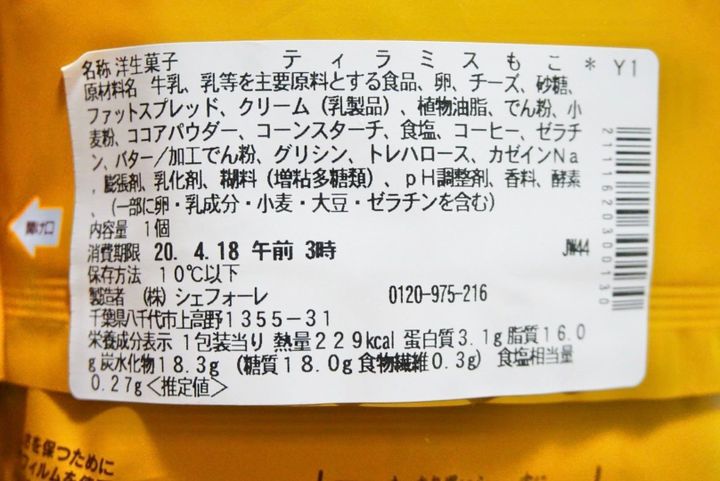 名称 洋生菓子 ティラミスもこ * Y1
原材料名 牛乳、乳等を主要原料とする食品、卵、チーズ、砂糖、
ファットスプレッド、クリーム（乳製品）、植物油脂、でん粉、小
麦粉、ココアパウダー、コーンスターチ、食塩、コーヒー、ゼラチ
ン、バター／加工でん粉、グリシン、トレハロース、カゼインNa
、膨張剤、乳化剤、糊料（増粘多糖類）、pH調整剤、香料、酵素
、（一部に卵・乳成分・小麦・大豆・ゼラチンを含む）
内容量 1個
消費期限 20. 4.18 午前 3時
保存方法 10℃以下
製造者 (株) シェフォーレ 0120-975-216
千葉県八千代市上高野1355-31
栄養成分表示 1包装当り 熱量229kcal 蛋白質3.1g 脂質16.0
g 炭水化物18.3g (糖質18.0g 食物繊維0.3g) 食塩相当量
0.27g<推定値>
21111620300130
開け口
を保つために